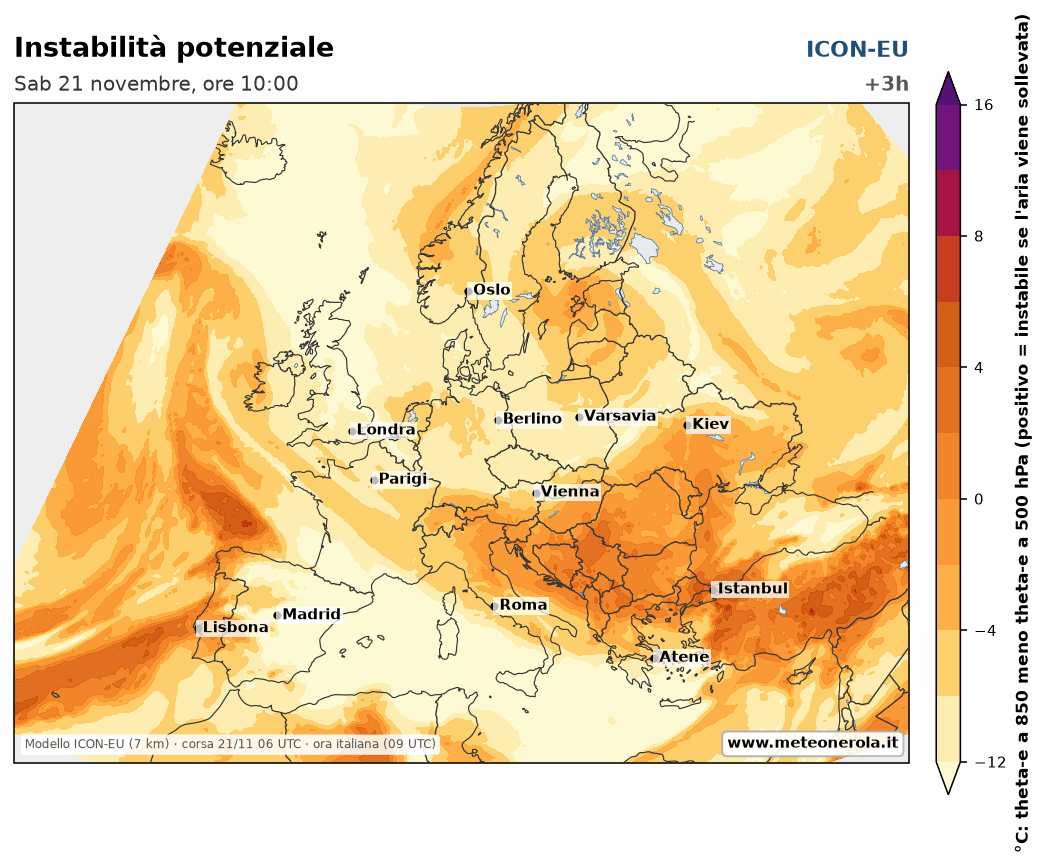 Instabilità potenziale
ICON-EU
Sab 21 novembre, ore 10:00
+3h
Oslo
Londra
Berlino
Varsavia
Kiev
Parigi
Vienna
Istanbul
Roma
Madrid
Lisbona
Atene
Modello ICON-EU (7 km) · corsa 21/11 06 UTC · ora italiana (09 UTC)
www.meteonerola.it
16
8
4
0
−4
−12
°C: theta-e a 850 meno theta-e a 500 hPa (positivo = instabile se l'aria viene sollevata)